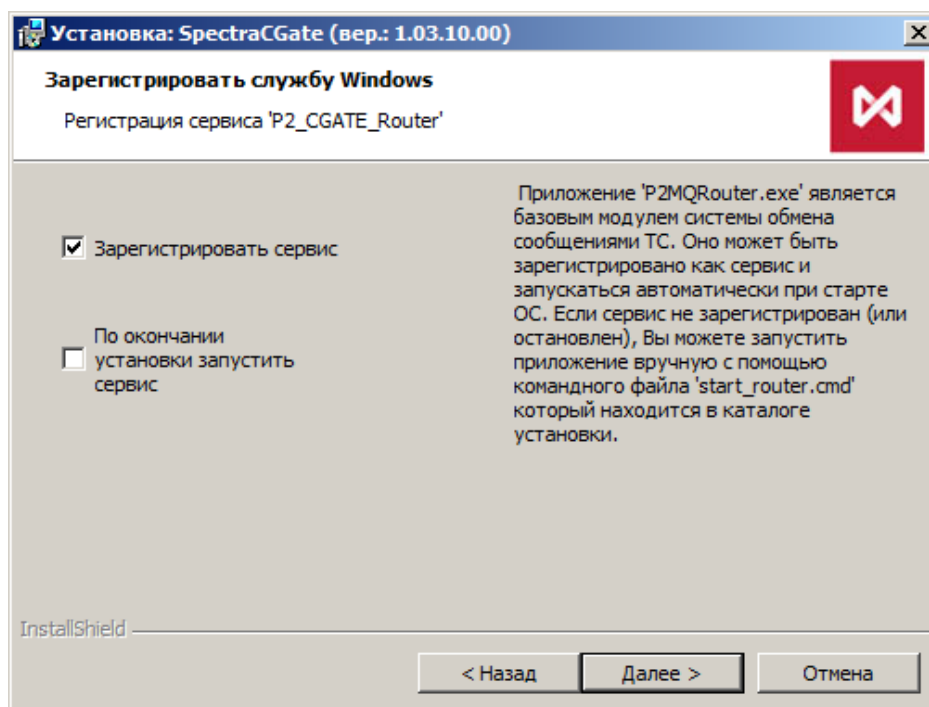 Установка: SpectraCGate (вер.: 1.03.10.00)
Зарегистрировать службу Windows
Регистрация сервиса 'P2_CGATE_Router'
Зарегистрировать сервис
По окончании
установки запустить
сервис
Приложение 'P2MQRouter.exe' является
базовым модулем системы обмена
сообщениями ТС. Оно может быть
зарегистрировано как сервис и
запускаться автоматически при старте
ОС. Если сервис не зарегистрирован (или
остановлен), Вы можете запустить
приложение вручную с помощью
командного файла 'start_router.cmd'
который находится в каталоге
установки.
InstallShield
< Назад
Далее >
Отмена